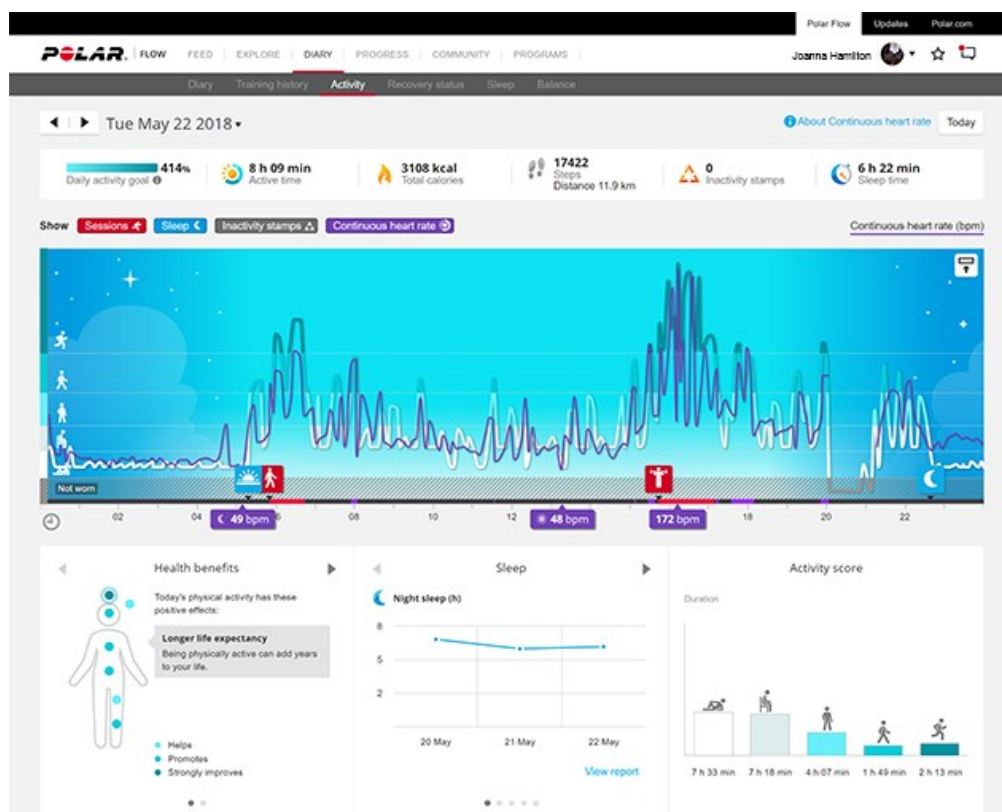 Polar Flow Updates Polar.com
POLAR. FLOW FEED EXPLORE DIARY PROGRESS COMMUNITY PROGRAMS Joanna Hamilton
Diary Training history Activity Recovery status Sleep Balance
Tue May 22 2018
About Continuous heart rate Today
414%
Daily activity goal
8 h 09 min
Active time
3108 kcal
Total calories
17422
Steps
Distance 11.9 km
0
Inactivity stamps
6 h 22 min
Sleep time
Show Sessions Sleep Inactivity stamps Continuous heart rate Continuous heart rate (bpm)
Not worn
02 04 6 08 10 12 18 20 22
49 bpm 48 bpm 172 bpm
Health benefits
Today's physical activity has these
positive effects:
Longer life expectancy
Being physically active can add years
to your life.
Helps
Promotes
Strongly improves
Sleep
Night sleep (h)
8
5
2
20 May 21 May 22 May
View report
Activity score
Duration
7 h 33 min 7 h 18 min 4 h 07 min 1 h 49 min 2 h 13 min